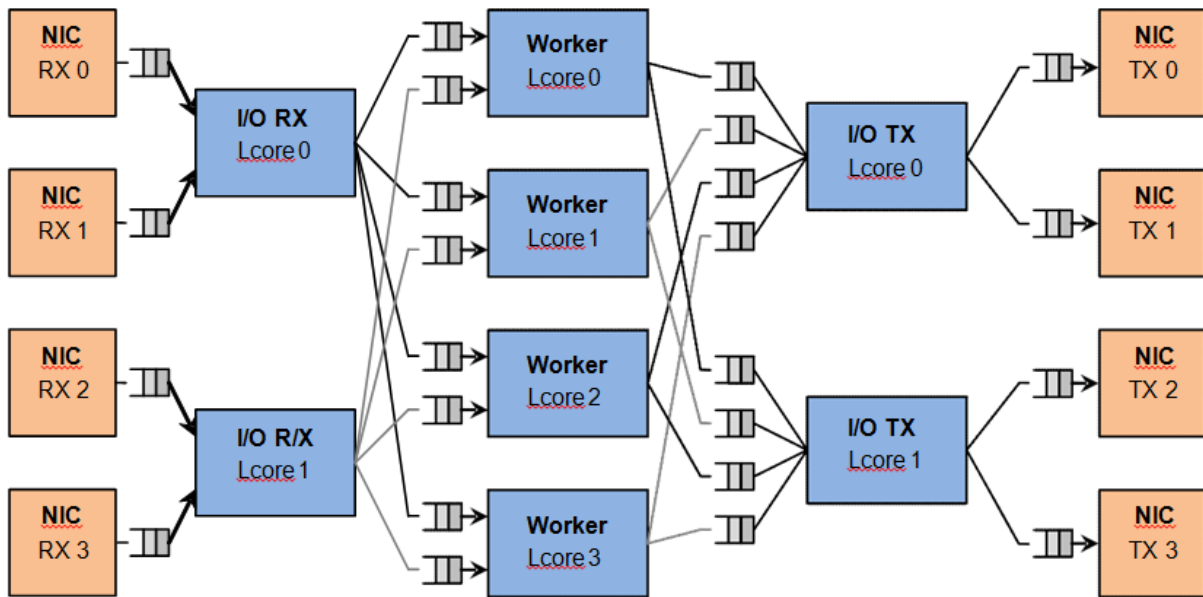 NIC
RX 0
NIC
RX 1
NIC
RX 2
NIC
RX 3
I/O RX
Lcore 0
I/O R/X
Lcore 1
Worker
Lcore 0
Worker
Lcore 1
Worker
Lcore 2
Worker
Lcore 3
I/O TX
Lcore 0
I/O TX
Lcore 1
NIC
TX 0
NIC
TX 1
NIC
TX 2
NIC
TX 3